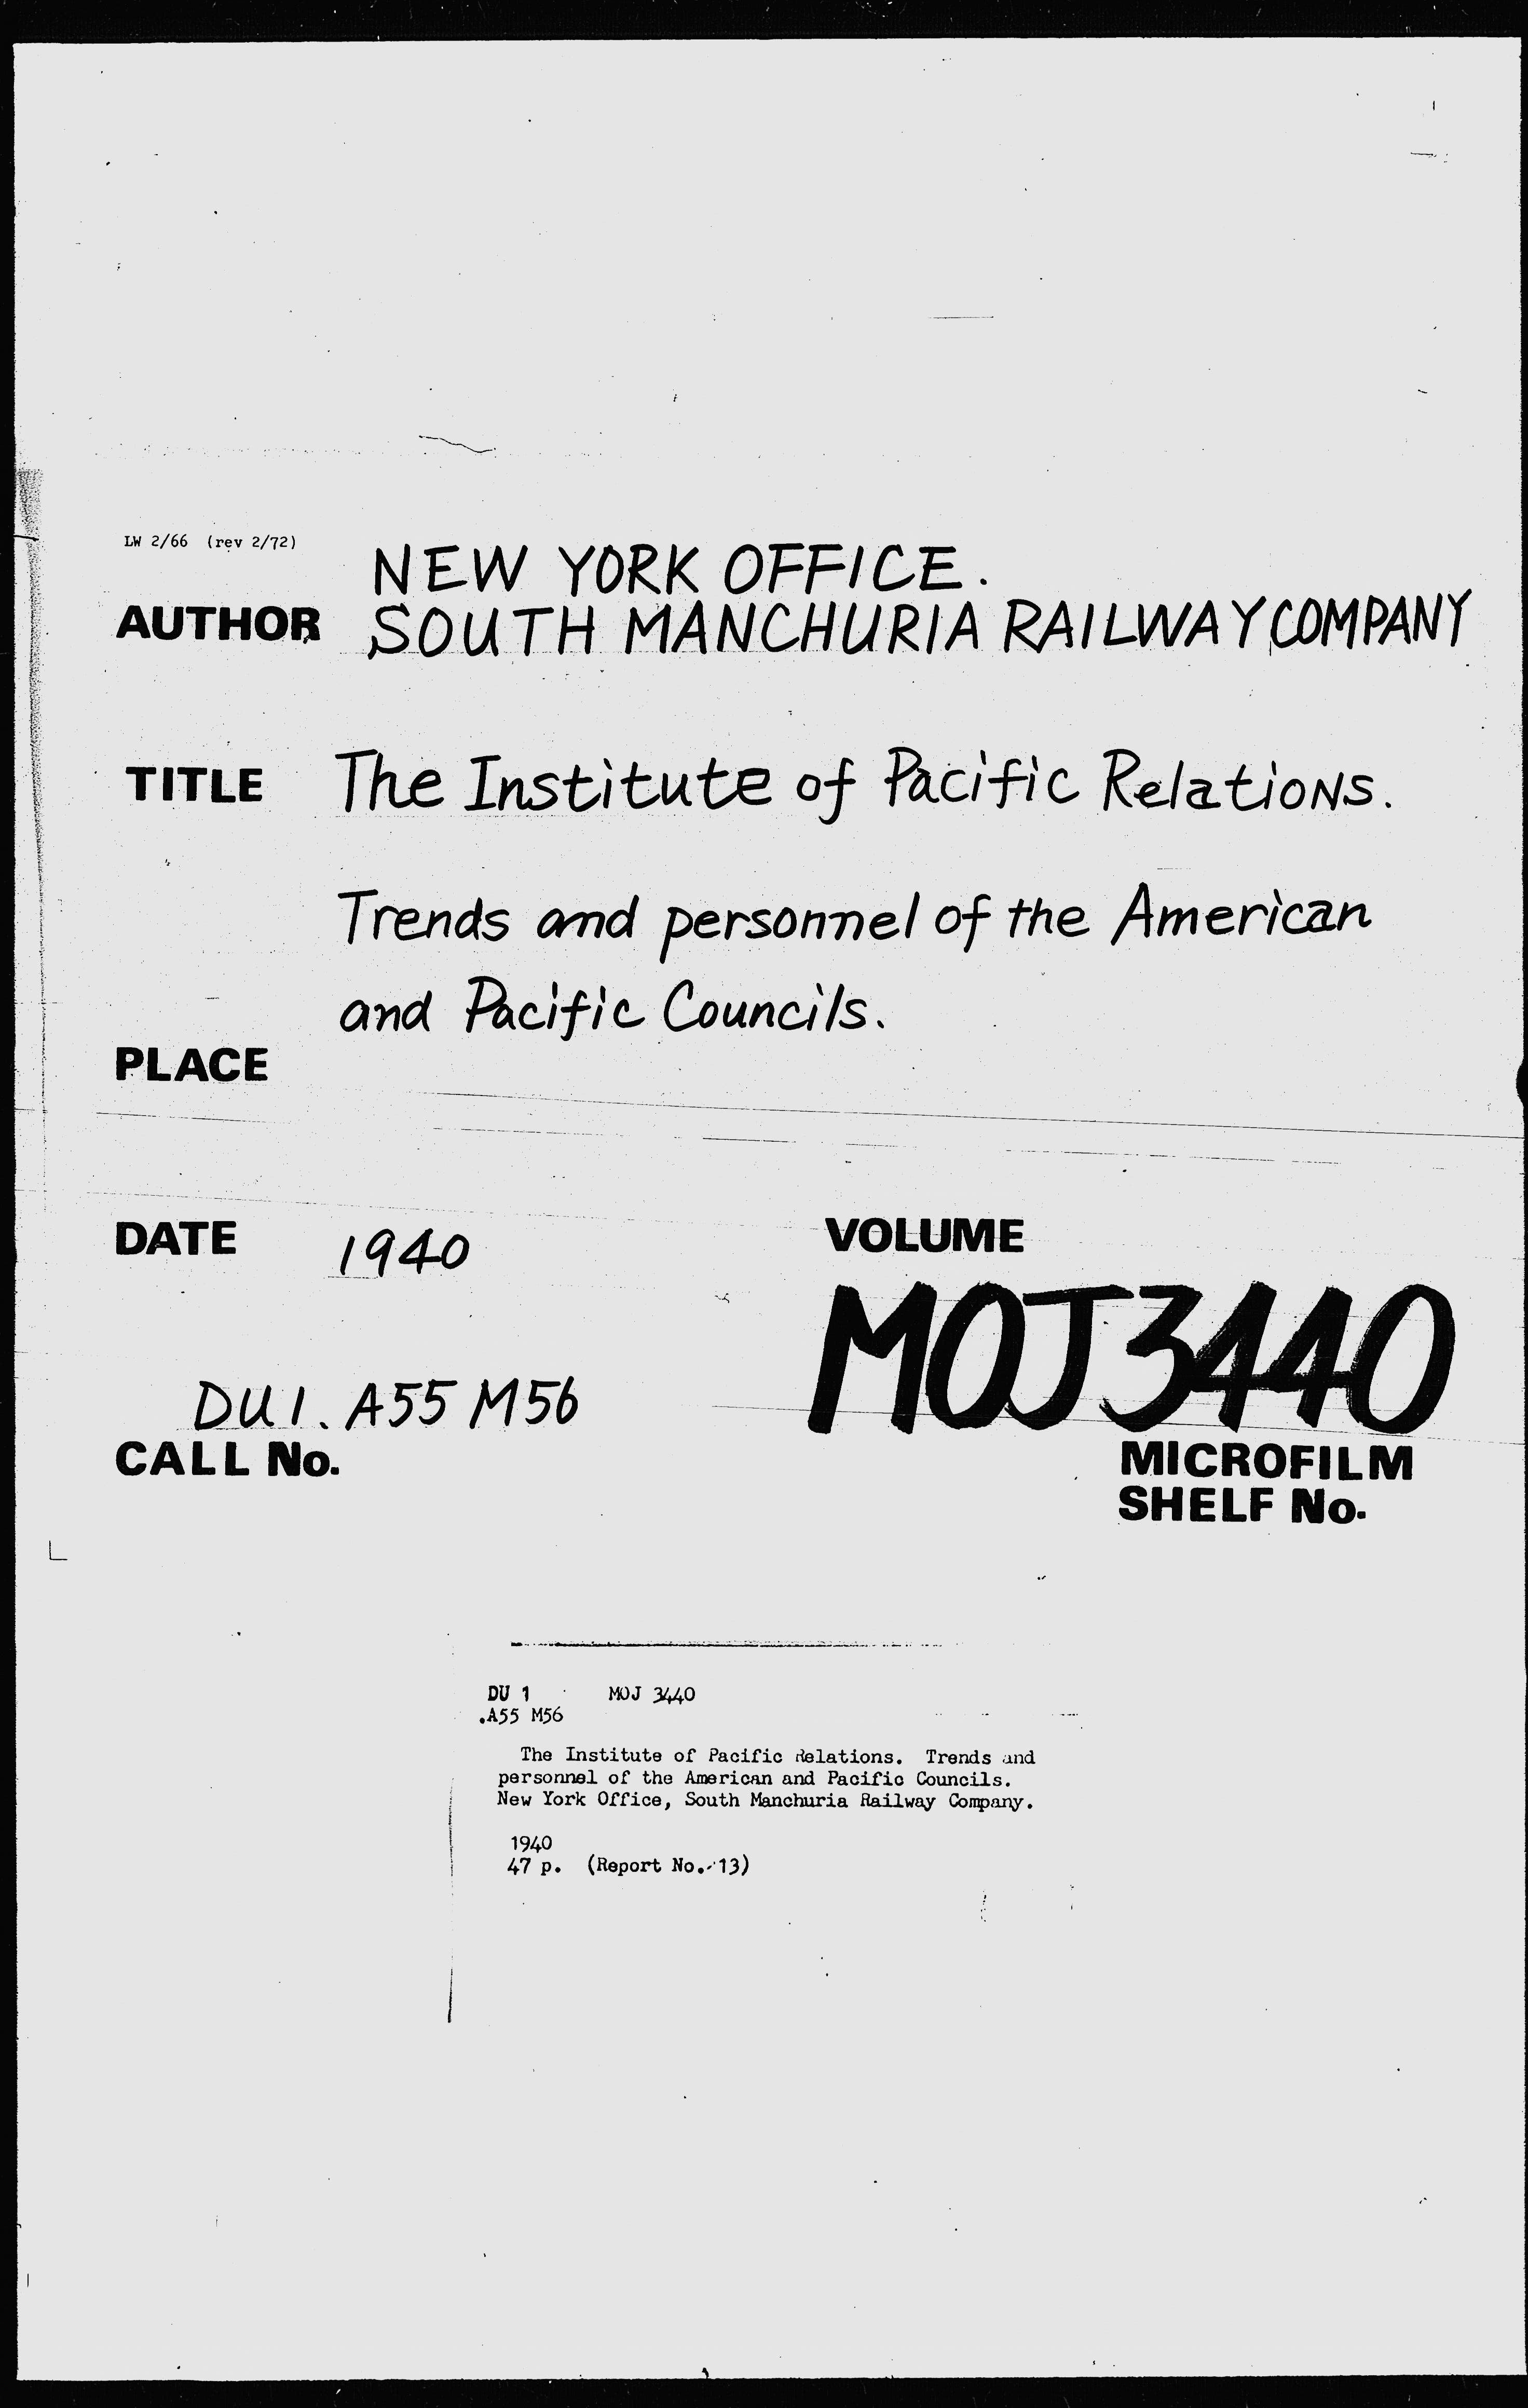 LW 2/66 (rev 2/72)
NEW YORK OFFICE.
AUTHOR SOUTH MANCHURIA RAILWAY COMPANY
TITLE The Institute of Pacific Relations.
Trends and personnel of the American
and Pacific Councils.
PLACE
DATE 1940
VOLUME
MOJ3440
DU1. A55 M56
CALL No.
MICROFILM
SHELF No.
DU 1 MOJ 3440
.A55 M56
The Institute of Pacific Relations. Trends and
personnel of the American and Pacific Councils.
New York Office, South Manchuria Railway Company.
1940
47 p. (Report No. 13)